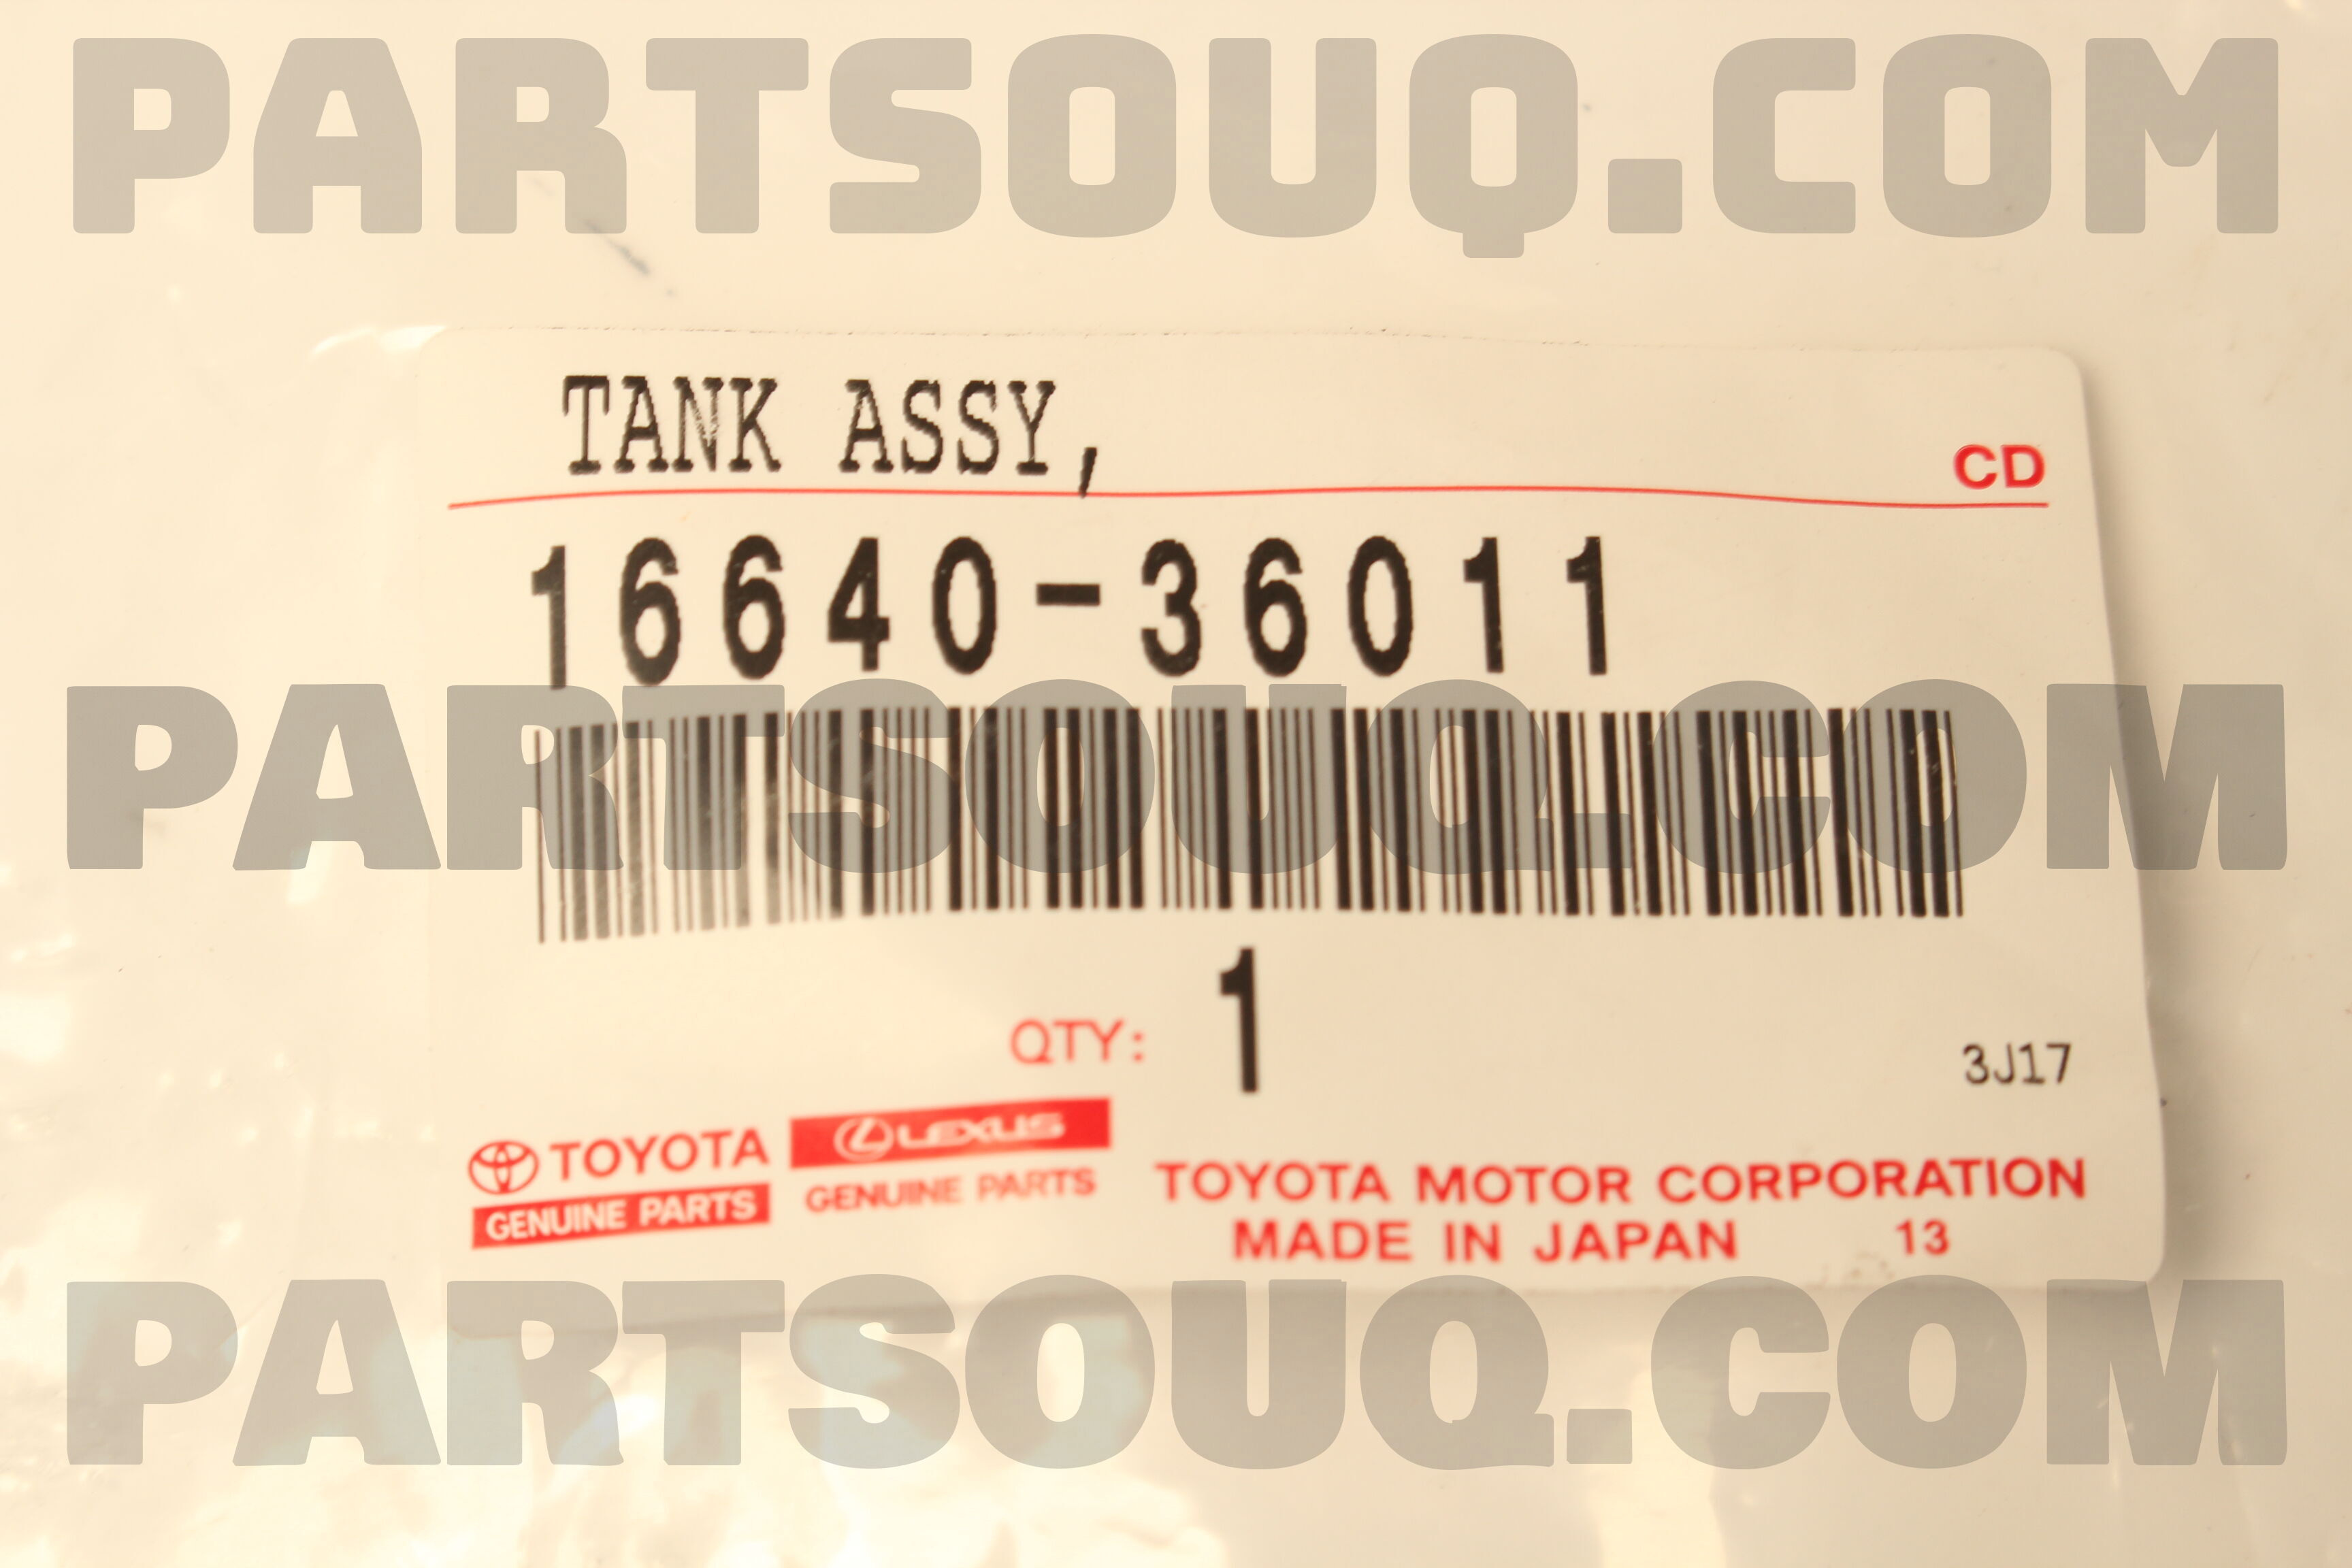 PARTSOUQ.COM
TANK ASSY,
CD
16640-36011
PARTSOUQ.COM
QTY: 1
3J17
TOYOTA
GENUINE PARTS
LEXUS
GENUINE PARTS
TOYOTA MOTOR CORPORATION
MADE IN JAPAN 13
PARTSOUQ.COM